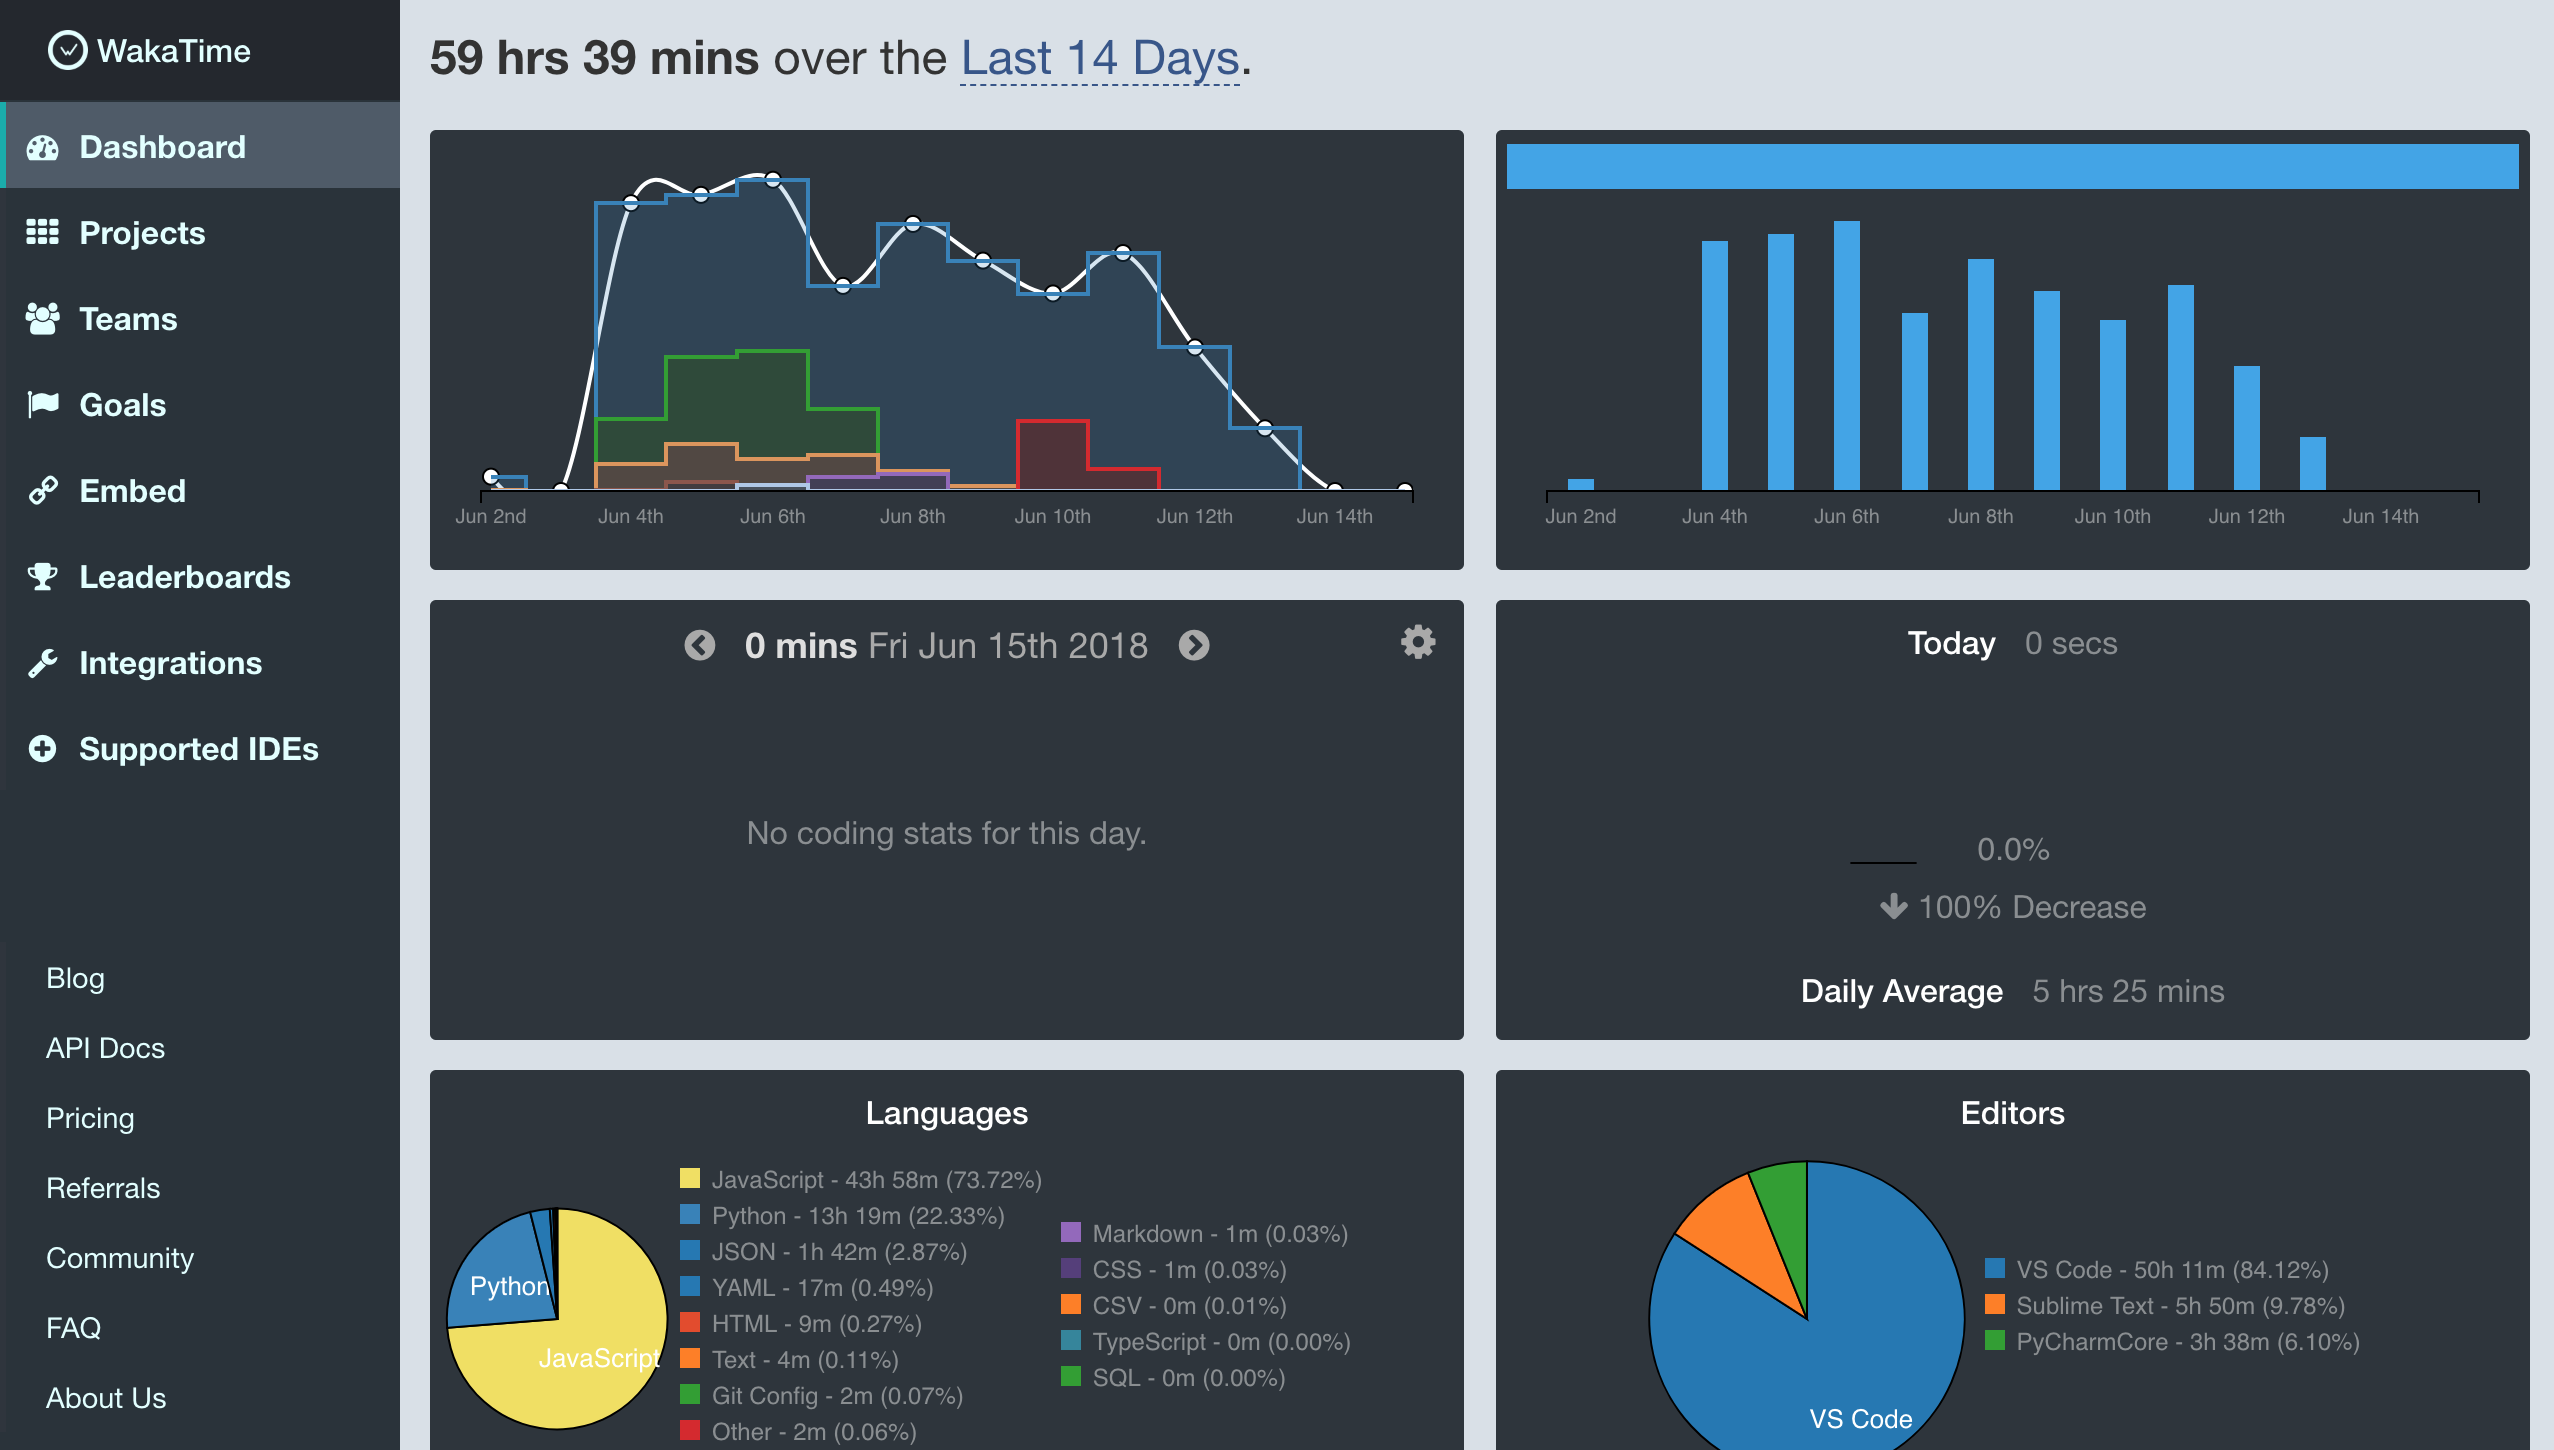 WakaTime
Dashboard
Projects
Teams
Goals
Embed
Leaderboards
Integrations
Supported IDEs
Blog
API Docs
Pricing
Referrals
Community
FAQ
About Us
59 hrs 39 mins over the Last 14 Days.
Jun 2nd Jun 4th Jun 6th Jun 8th Jun 10th Jun 12th Jun 14th
Jun 2nd Jun 4th Jun 6th Jun 8th Jun 10th Jun 12th Jun 14th
0 mins Fri Jun 15th 2018
No coding stats for this day.
Today 0 secs
0.0%
100% Decrease
Daily Average 5 hrs 25 mins
Languages
Python
JavaScript
JavaScript - 43h 58m (73.72%)
Python - 13h 19m (22.33%)
JSON - 1h 42m (2.87%)
YAML - 17m (0.49%)
HTML - 9m (0.27%)
Text - 4m (0.11%)
Git Config - 2m (0.07%)
Other - 2m (0.06%)
Markdown - 1m (0.03%)
CSS - 1m (0.03%)
CSV - 0m (0.01%)
TypeScript - 0m (0.00%)
SQL - 0m (0.00%)
Editors
VS Code
VS Code - 50h 11m (84.12%)
Sublime Text - 5h 50m (9.78%)
PyCharmCore - 3h 38m (6.10%)